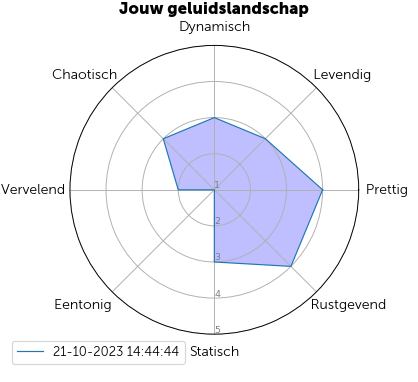 Jouw geluidslandschap
Dynamisch
Chaotisch
Levendig
Vervelend
1
Prettig
2
3
Eentonig
4
Rustgevend
5
21-10-2023 14:44:44
Statisch